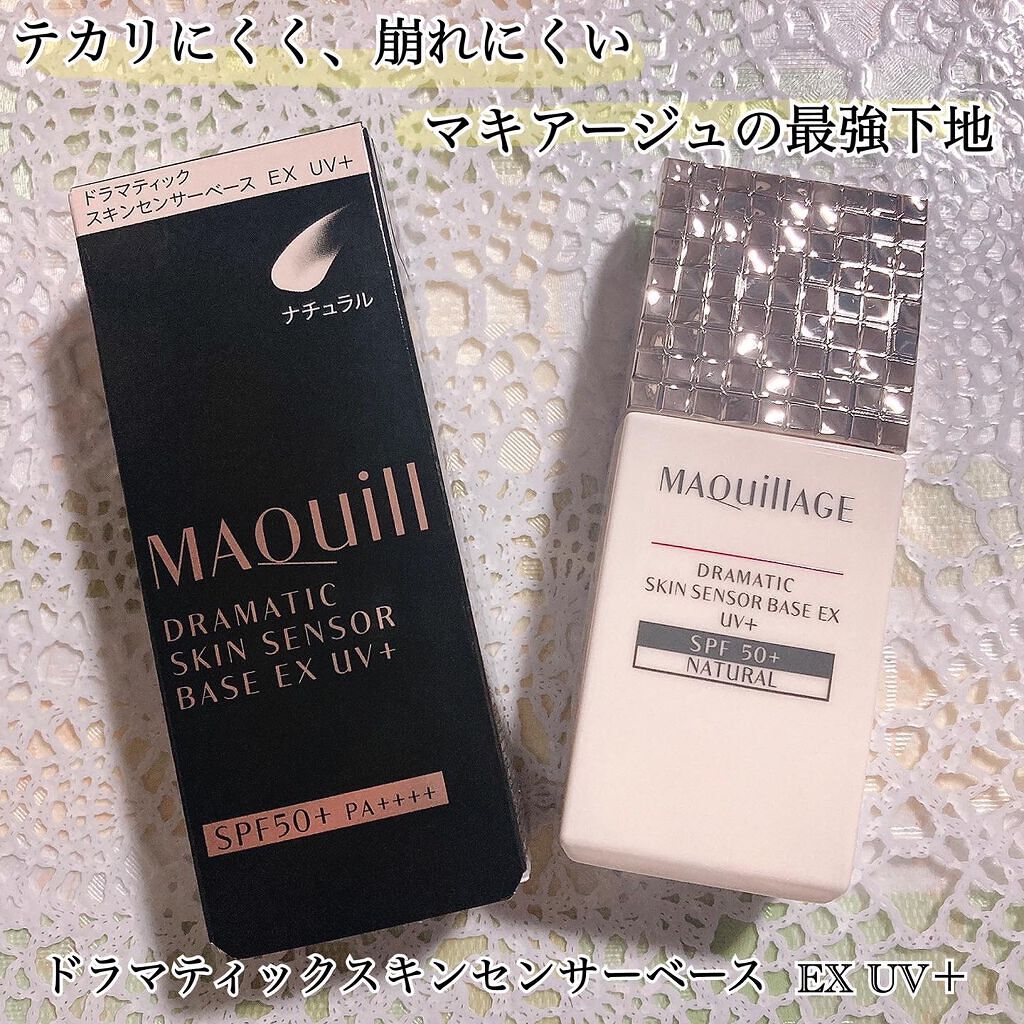 テカリにくく、崩れにくい
マキアージュの最強下地
ドラマティック
スキンセンサーベース EX UV+
ナチュラル
MAQuill
DRAMATIC
SKIN SENSOR
BASE EX UV+
SPF50+ PA++++
MAQuillAGE
DRAMATIC
SKIN SENSOR BASE EX
UV+
SPF 50+
NATURAL
ドラマティックスキンセンサーベース EX UV+